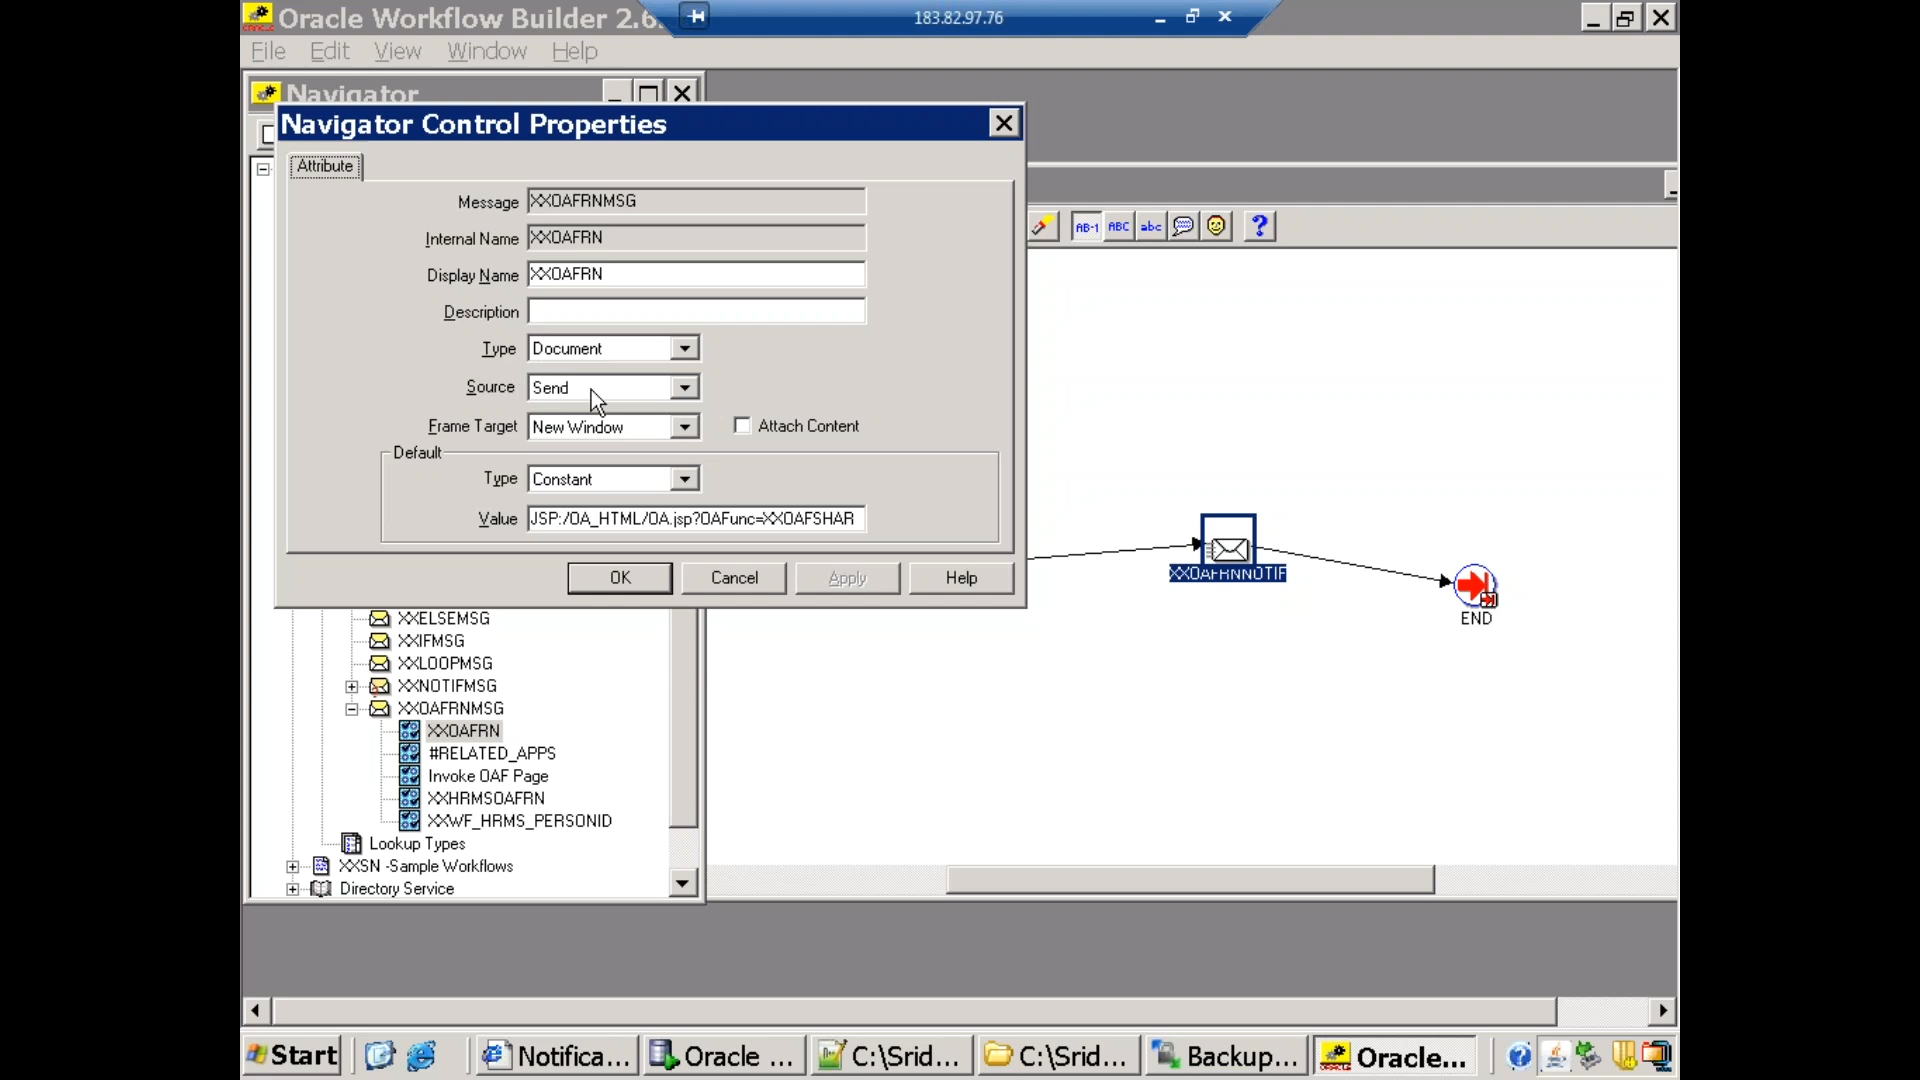 Oracle Workflow Builder 2.6.
183.82.97.76
File Edit View Window Help
Navigator
Navigator Control Properties
Attribute
Message XXOAFRNMSG
Internal Name XXOAFRN
Display Name XXOAFRN
Description
Type Document
Source Send
Frame Target New Window
Attach Content
Default
Type Constant
Value JSP:/OA_HTML/OA.jsp?OAFunc=XXOAFSHAR
OK Cancel Apply Help
AB-1 ABC abc ?
XXOAFRNNOTIF
END
XXELSEMSG
XXIFMSG
XXLOOPMSG
XXNOTIFMSG
XXOAFRNMSG
XXOAFRN
#RELATED_APPS
Invoke OAF Page
XXHRMSOAFRN
XXWF_HRMS_PERSONID
Lookup Types
XXSN -Sample Workflows
Directory Service
Start Notifica... Oracle ... C:\Srid... C:\Srid... Backup... Oracle...